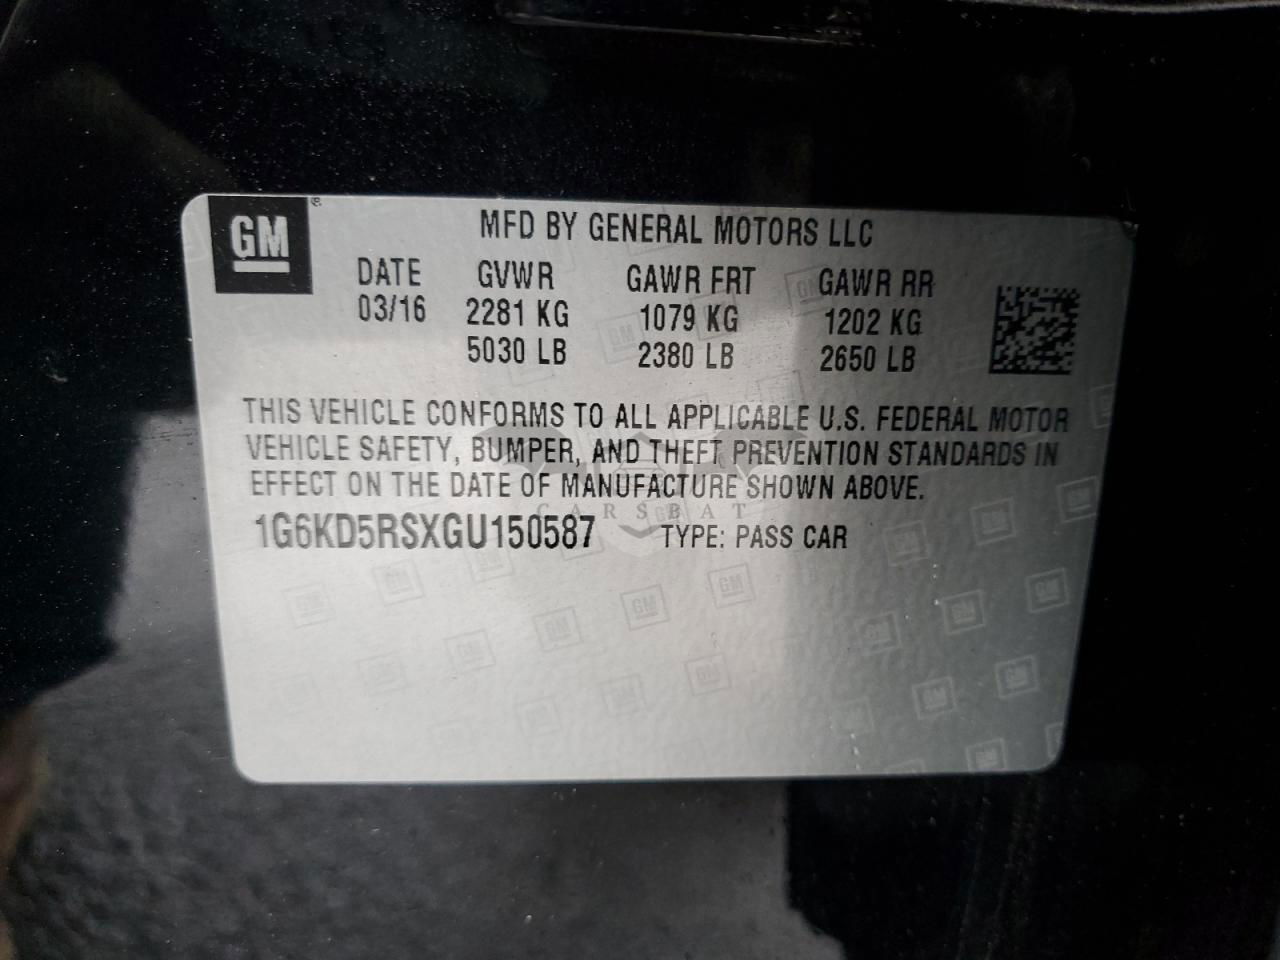 GM
MFD BY GENERAL MOTORS LLC
DATE GVWR GAWR FRT GAWR RR
03/16 2281 KG 1079 KG 1202 KG
5030 LB 2380 LB 2650 LB
THIS VEHICLE CONFORMS TO ALL APPLICABLE U.S. FEDERAL MOTOR
VEHICLE SAFETY, BUMPER, AND THEFT PREVENTION STANDARDS IN
EFFECT ON THE DATE OF MANUFACTURE SHOWN ABOVE.
CARSBAT
1G6KD5RSXGU150587 TYPE: PASS CAR